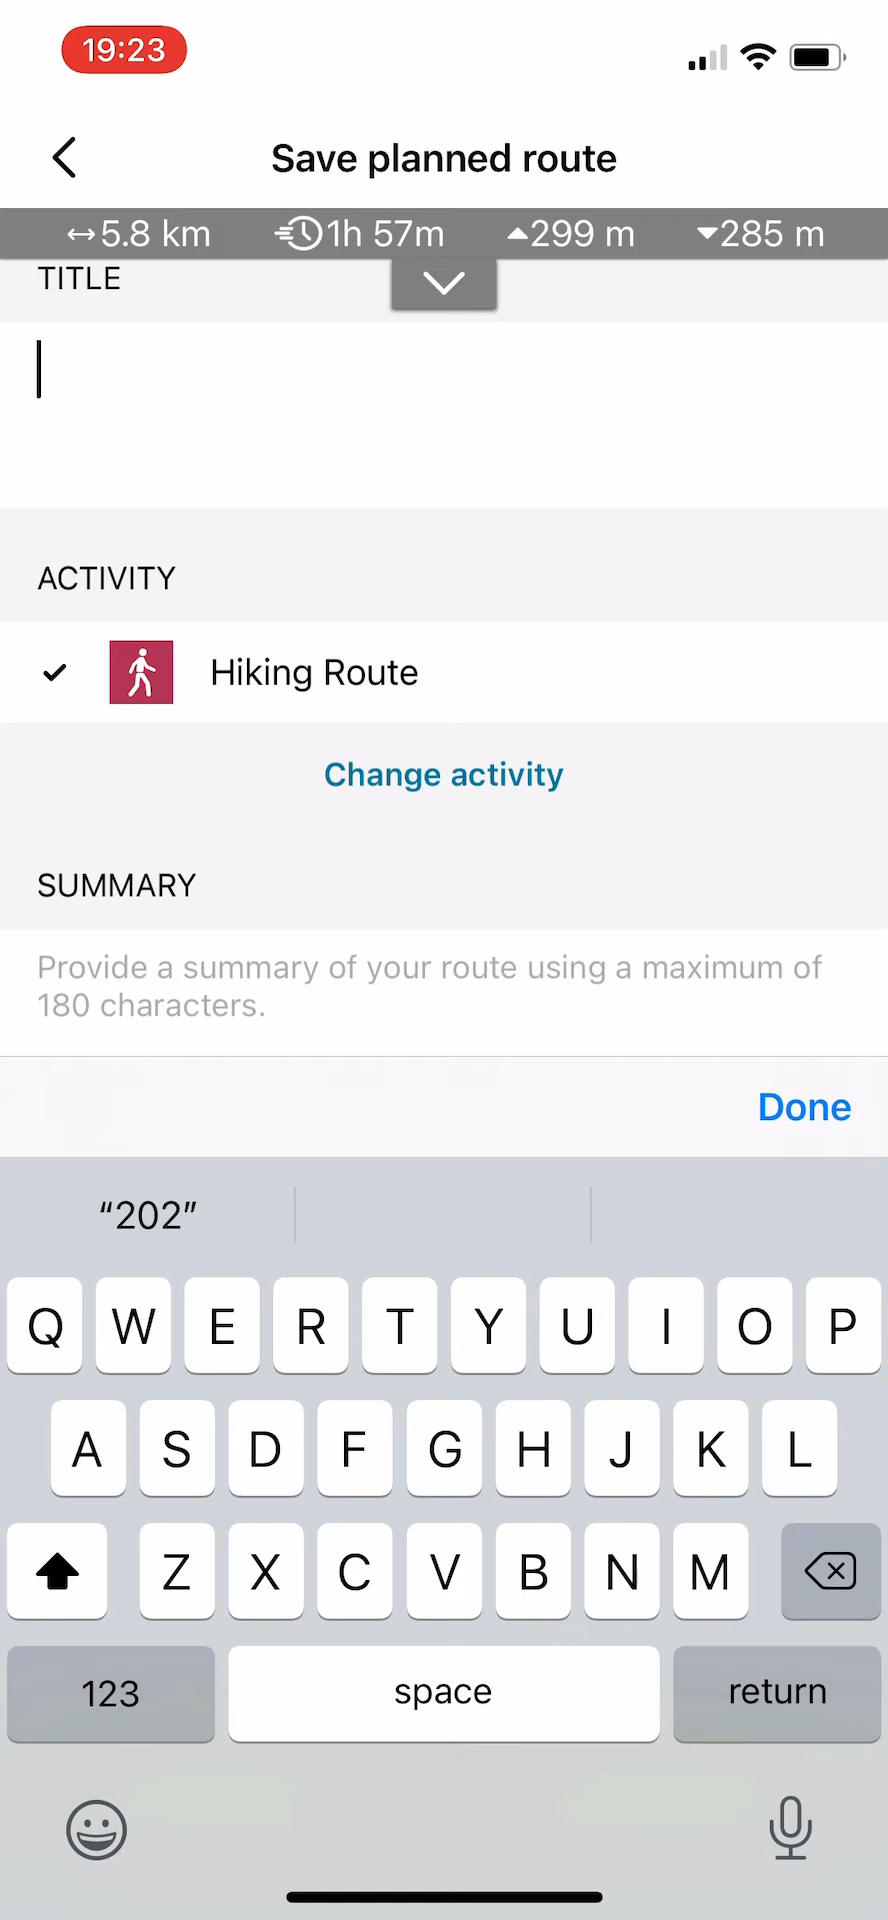 19:23
Save planned route
5.8 km 1h 57m 299 m 285 m
TITLE
ACTIVITY
Hiking Route
Change activity
SUMMARY
Provide a summary of your route using a maximum of
180 characters.
Done
“202”
Q W E R T Y U I O P
A S D F G H J K L
Z X C V B N M
123 space return